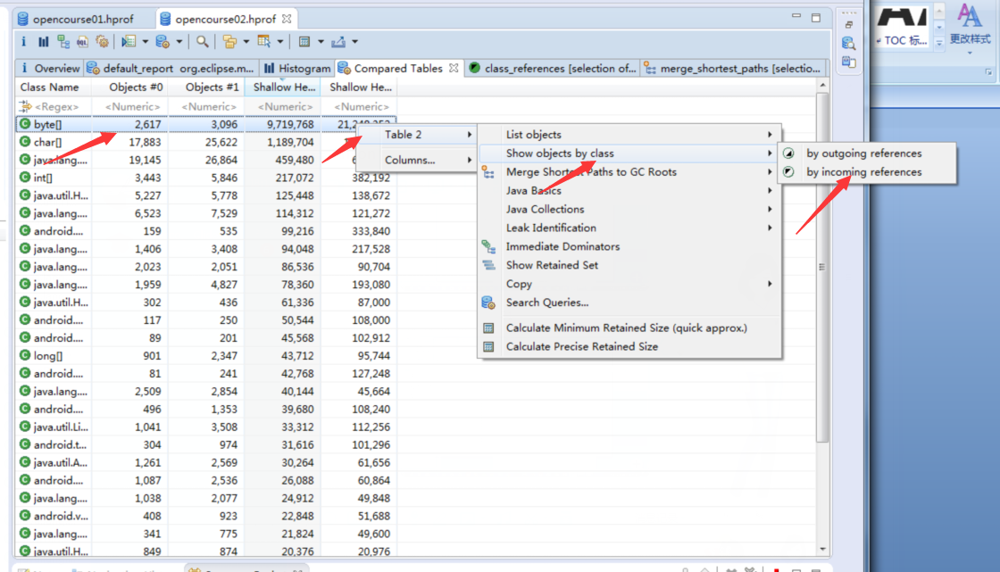 opencourse01.hprof
opencourse02.hprof
TOC 标...
更改样式
i Overview
default_report org.eclipse.m...
Histogram
Compared Tables
class_references [selection of...
merge_shortest_paths [selectio...
Class Name Objects #0 Objects #1 Shallow He... Shallow He...
<Regex> <Numeric> <Numeric> <Numeric> <Numeric>
byte[] 2,617 3,096 9,719,768
char[] 17,883 25,622 1,189,704
java.lang.... 19,145 26,864 459,480
int[] 3,443 5,846 217,072 382,192
java.util.H... 5,227 5,778 125,448 138,672
java.lang.... 6,523 7,529 114,312 121,272
android.... 159 535 99,216 333,840
java.lang.... 1,406 3,408 94,048 217,528
java.lang.... 2,023 2,051 86,536 90,704
java.lang.... 1,959 4,827 78,360 193,080
java.util.H... 302 436 61,336 87,000
android.... 117 250 50,544 108,000
android.... 89 201 45,568 102,912
long[] 901 2,347 43,712 95,744
android.... 81 241 42,768 127,248
java.lang.... 2,509 2,854 40,144 45,664
android.... 496 1,353 39,680 108,240
java.util.Li... 1,041 3,508 33,312 112,256
android.t... 304 974 31,616 101,296
java.util.A... 1,261 2,569 30,264 61,656
android.... 1,087 2,536 26,088 60,864
java.lang.... 1,038 2,077 24,912 49,848
android.v... 408 923 22,848 51,688
java.lang.... 341 775 21,824 49,600
java.util.H... 849 874 20,376 20,976
Table 2
Columns...
List objects
Show objects by class
Merge Shortest Paths to GC Roots
Java Basics
Java Collections
Leak Identification
Immediate Dominators
Show Retained Set
Copy
Search Queries...
Calculate Minimum Retained Size (quick approx.)
Calculate Precise Retained Size
by outgoing references
by incoming references